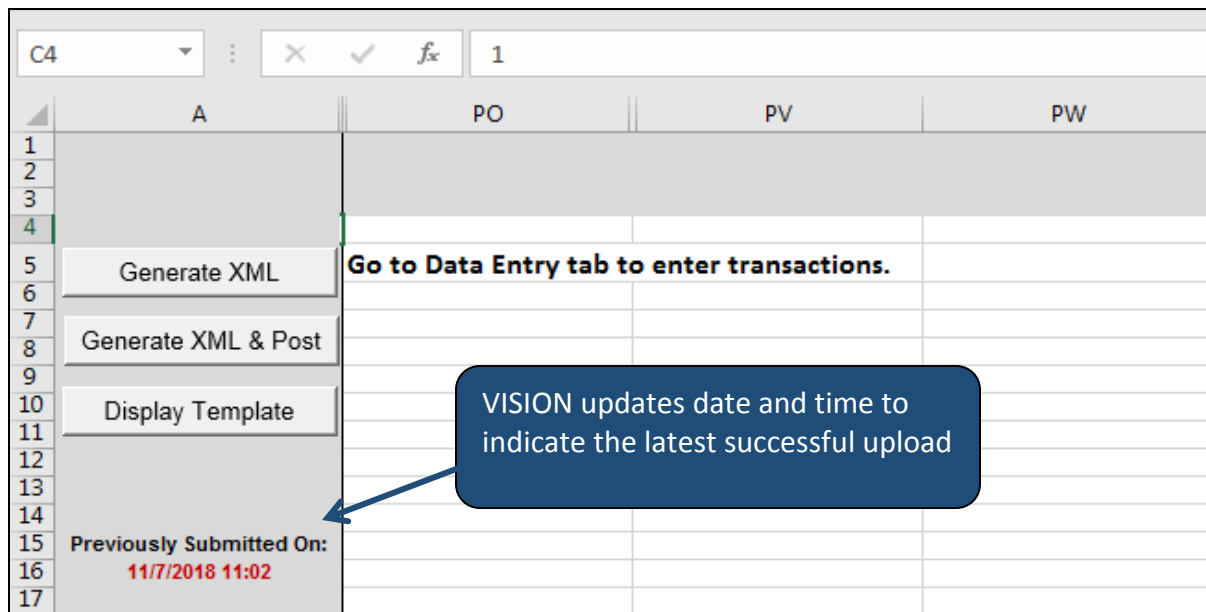 C4 fx 1
A PO PV PW
1
2
3
4
5 Generate XML Go to Data Entry tab to enter transactions.
6
7
8 Generate XML & Post
9
10 Display Template VISION updates date and time to
11 indicate the latest successful upload
12
13
14
15 Previously Submitted On:
16 11/7/2018 11:02
17